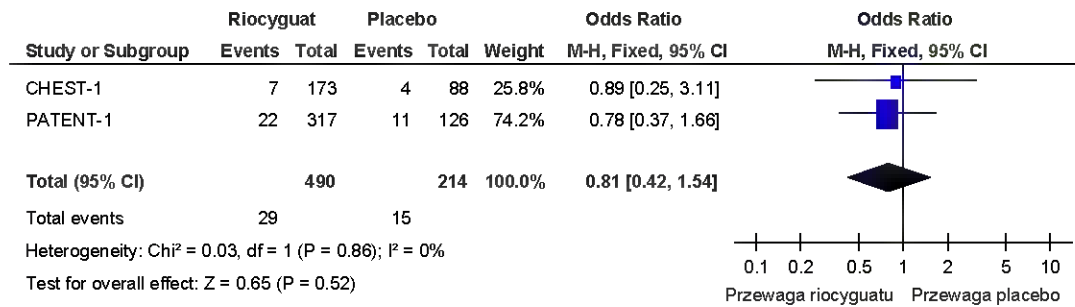 Riocyguat Placebo Odds Ratio Odds Ratio
Study or Subgroup Events Total Events Total Weight M-H, Fixed, 95% CI M-H, Fixed, 95% CI
CHEST-1 7 173 4 88 25.8% 0.89 [0.25, 3.11]
PATENT-1 22 317 11 126 74.2% 0.78 [0.37, 1.66]
Total (95% CI) 490 214 100.0% 0.81 [0.42, 1.54]
Total events 29 15
Heterogeneity: Chi² = 0.03, df = 1 (P = 0.86); I² = 0%
Test for overall effect: Z = 0.65 (P = 0.52)
0.1 0.2 0.5 1 2 5 10
Przewaga riocyguatu Przewaga placebo